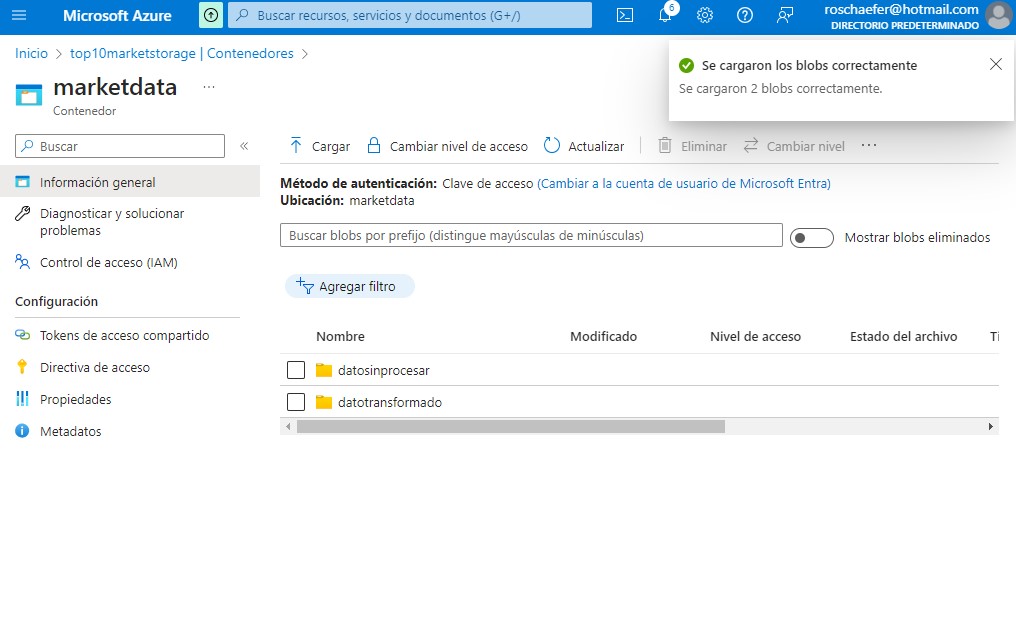 Microsoft Azure
Buscar recursos, servicios y documentos (G+/)
6
roschaefer@hotmail.com
DIRECTORIO PREDETERMINADO
Inicio > top10marketstorage | Contenedores >
Se cargaron los blobs correctamente
Se cargaron 2 blobs correctamente.
marketdata ...
Contenedor
Buscar
«
Cargar Cambiar nivel de acceso Actualizar Eliminar Cambiar nivel ...
Información general
Método de autenticación: Clave de acceso (Cambiar a la cuenta de usuario de Microsoft Entra)
Ubicación: marketdata
Diagnosticar y solucionar
problemas
Buscar blobs por prefijo (distingue mayúsculas de minúsculas)
Mostrar blobs eliminados
Control de acceso (IAM)
Agregar filtro
Configuración
Tokens de acceso compartido
Directiva de acceso
Propiedades
Metadatos
Nombre Modificado Nivel de acceso Estado del archivo Ti
datosinprocesar
datotransformado